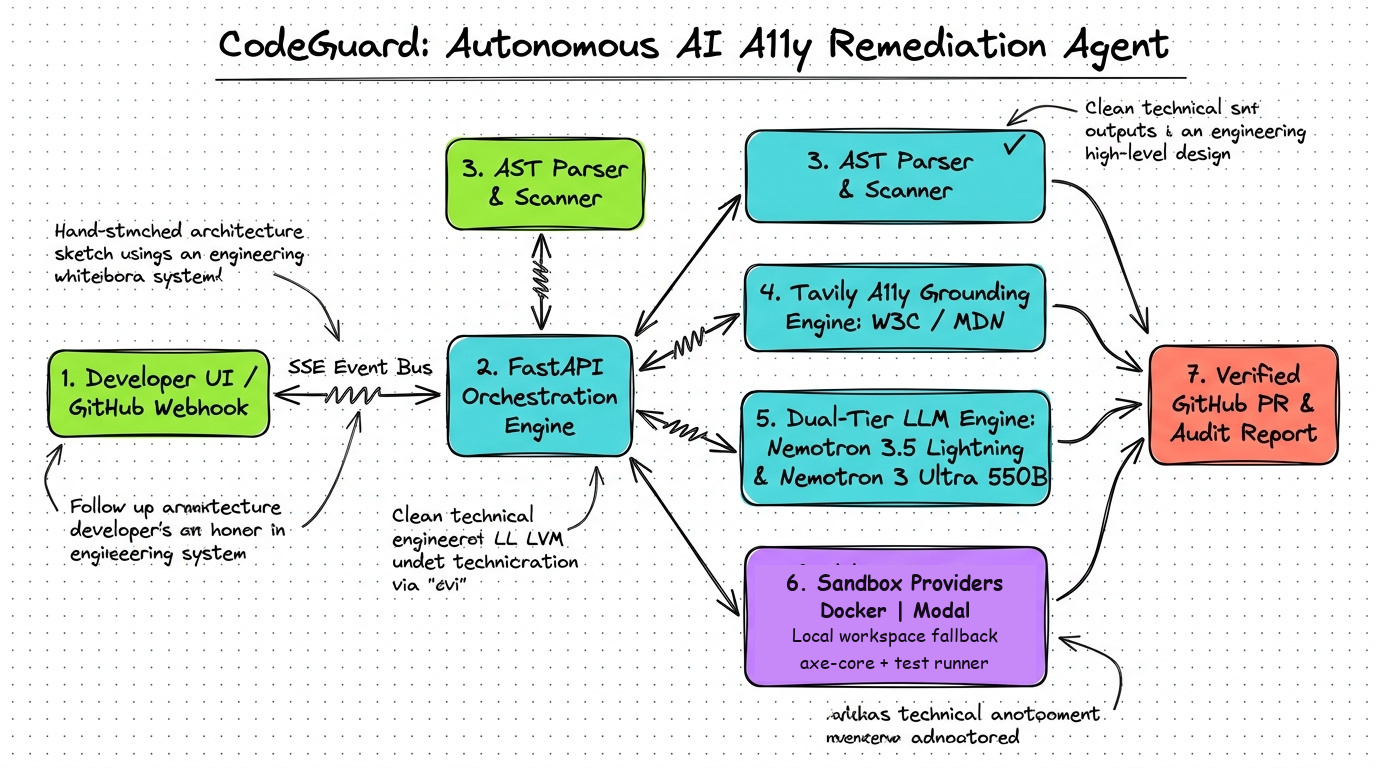 CodeGuard: Autonomous AI A11y Remediation Agent
Clean technical snt
outputs & an engineering
high-level design
3. AST Parser
& Scanner
3. AST Parser
& Scanner
✓
Hand-stmched architecture
sketch usings an engineering
whiteibora system!
4. Tavily A11y Grounding
Engine: W3C / MDN
1. Developer UI /
GitHub Webhook
SSE Event Bus
2. FastAPI
Orchestration
Engine
5. Dual-Tier LLM Engine:
Nemotron 3.5 Lightning
& Nemotron 3 Ultra 550B
7. Verified
GitHub PR &
Audit Report
Follow up
developer's an honor in
engiieeering system
Clean technical
engineerot LL LVM
undet technicration
via "evi"
6. Sandbox Providers
Docker | Modal
Local workspace fallback
axe-core + test runner
technical anotpoment
adnoatored